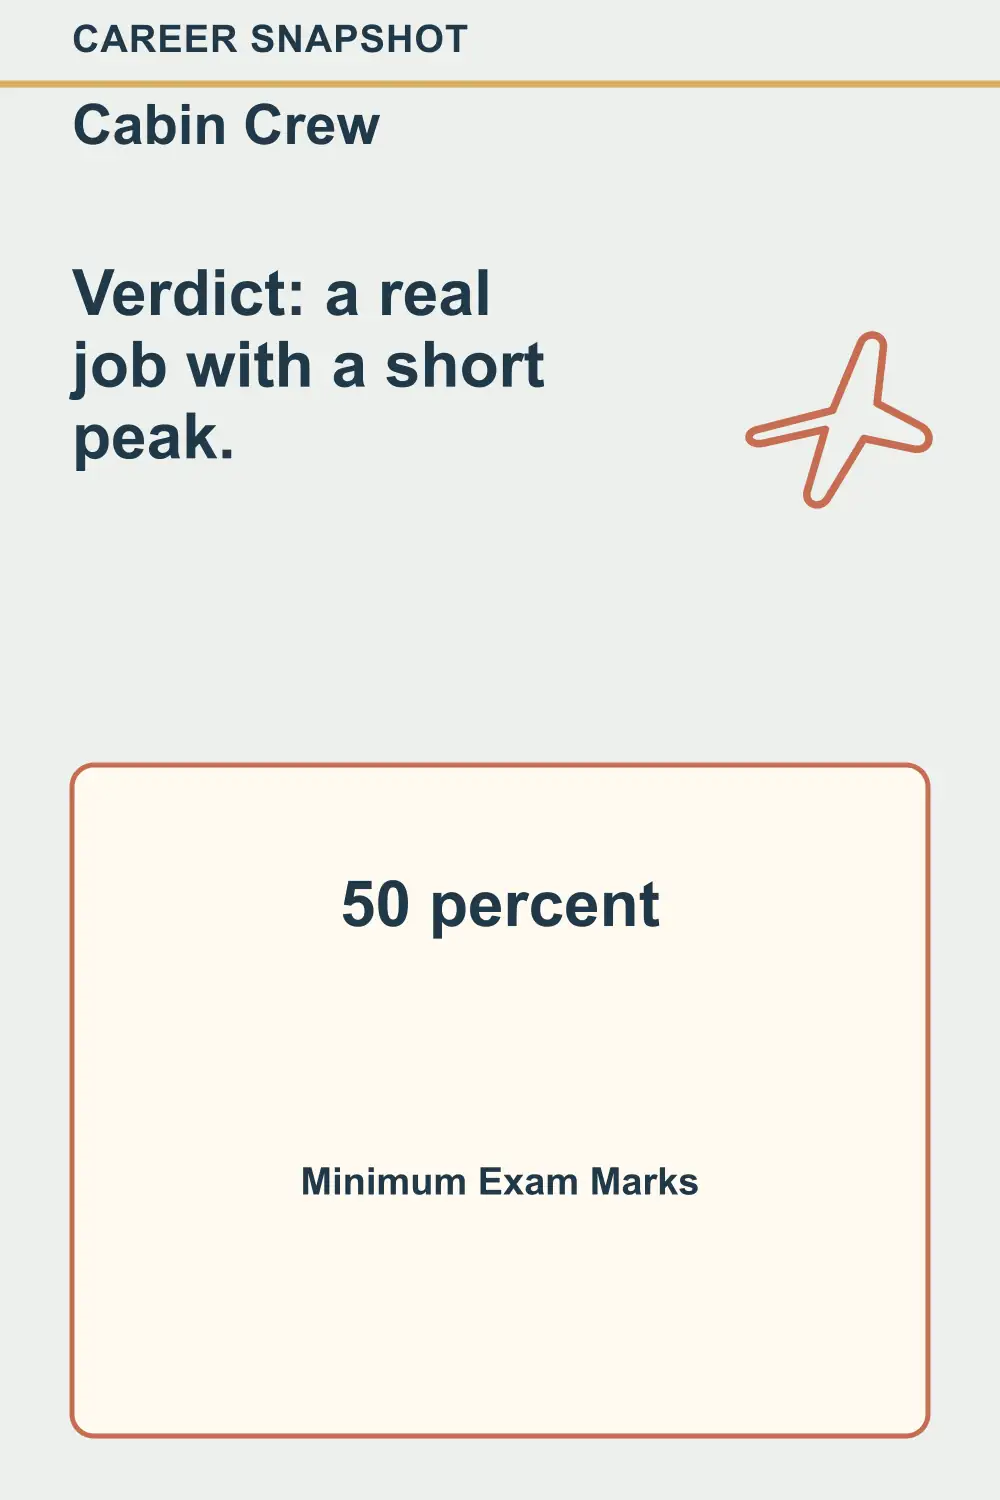 CAREER SNAPSHOT
Cabin Crew
Verdict: a real
job with a short
peak.
50 percent
Minimum Exam Marks